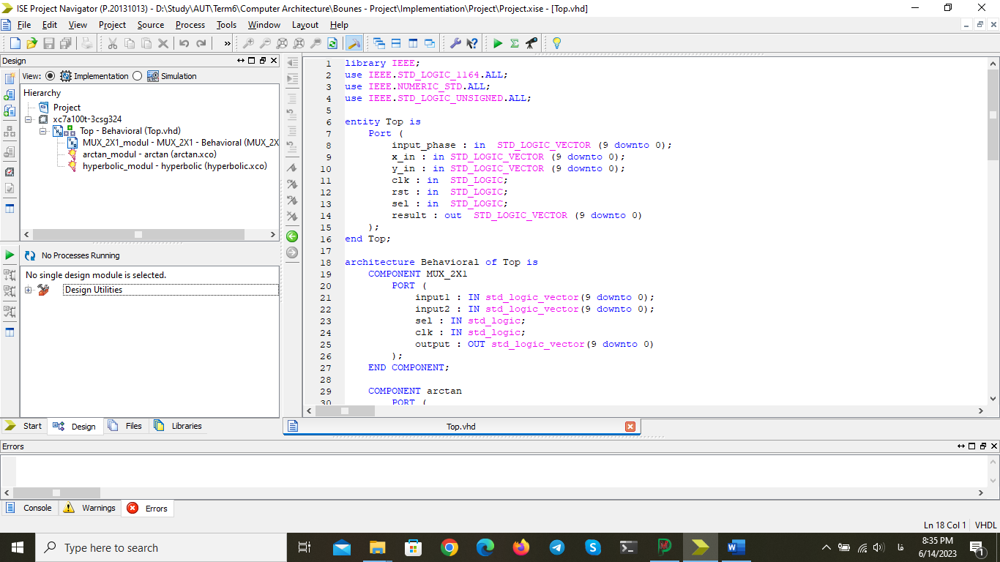 ISE Project Navigator (P.20131013) - D:\Study\AUT\Term6\Computer Architecture\Bounes - Project\Implementiation\Project\Project.xise - [Top.vhd]
File Edit View Project Source Process Tools Window Layout Help
»
Design
View: Implementation Simulation
Hierarchy
Project
xc7a100t-3csg324
Top - Behavioral (Top.vhd)
MUX_2X1_modul - MUX_2X1 - Behavioral (MUX_2X
arctan_modul - arctan (arctan.xco)
hyperbolic_modul - hyperbolic (hyperbolic.xco)
No Processes Running
No single design module is selected.
Design Utilities
Start Design Files Libraries
1 library IEEE;
2 use IEEE.STD_LOGIC_1164.ALL;
3 use IEEE.NUMERIC_STD.ALL;
4 use IEEE.STD_LOGIC_UNSIGNED.ALL;
5
6 entity Top is
7 Port (
8 input_phase : in  STD_LOGIC_VECTOR (9 downto 0);
9 x_in : in STD_LOGIC_VECTOR (9 downto 0);
10 y_in : in STD_LOGIC_VECTOR (9 downto 0);
11 clk : in  STD_LOGIC;
12 rst : in  STD_LOGIC;
13 sel : in  STD_LOGIC;
14 result : out  STD_LOGIC_VECTOR (9 downto 0)
15 );
16 end Top;
17
18 architecture Behavioral of Top is
19 COMPONENT MUX_2X1
20 PORT (
21 input1 : IN std_logic_vector(9 downto 0);
22 input2 : IN std_logic_vector(9 downto 0);
23 sel : IN std_logic;
24 clk : IN std_logic;
25 output : OUT std_logic_vector(9 downto 0)
26 );
27 END COMPONENT;
28
29 COMPONENT arctan
30 PORT (
Top.vhd
Errors
Console Warnings Errors
Ln 18 Col 1 VHDL
Type here to search
فا
8:35 PM
6/14/2023
1